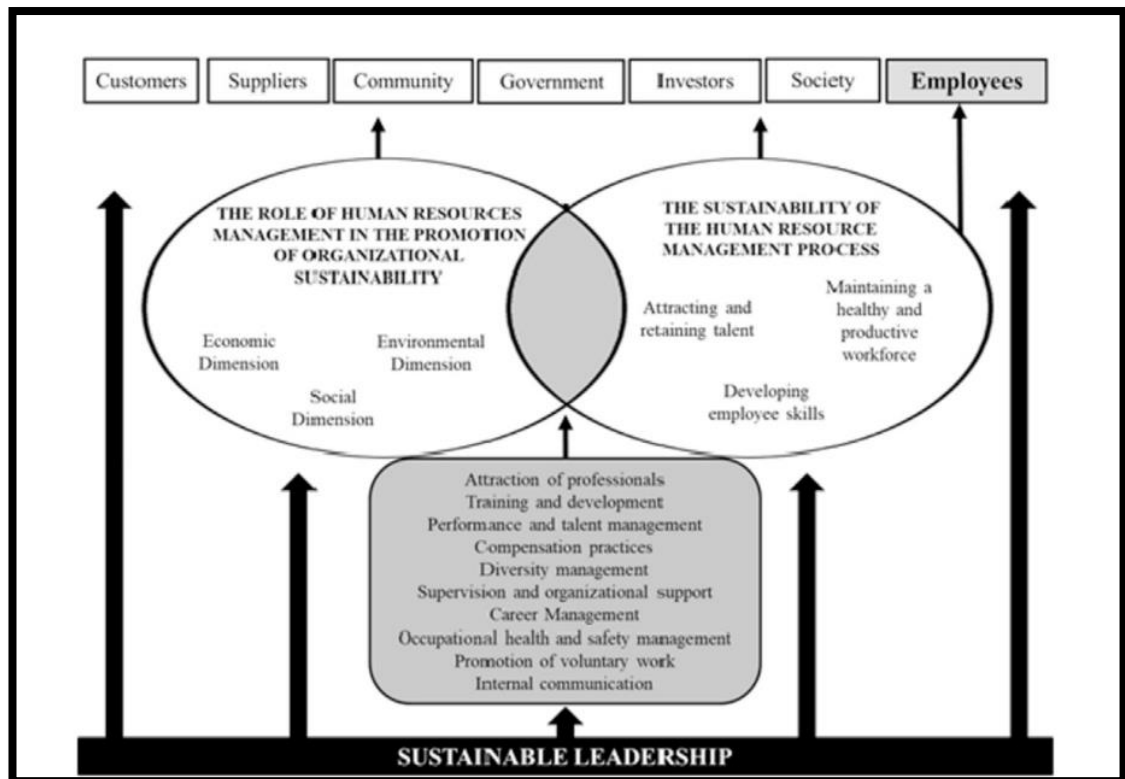 Customers
Suppliers
Community
Government
Investors
Society
Employees
THE ROLE OF HUMAN RESOURCES
MANAGEMENT IN THE PROMOTION
OF ORGANIZATIONAL
SUSTAINABILITY
Economic
Dimension
Environmental
Dimension
Social
Dimension
THE SUSTAINABILITY OF
THE HUMAN RESOURCE
MANAGEMENT PROCESS
Attracting and
retaining talent
Maintaining a
healthy and
productive
workforce
Developing
employee skills
Attraction of professionals
Training and development
Performance and talent management
Compensation practices
Diversity management
Supervision and organizational support
Career Management
Occupational health and safety management
Promotion of voluntary work
Internal communication
SUSTAINABLE LEADERSHIP